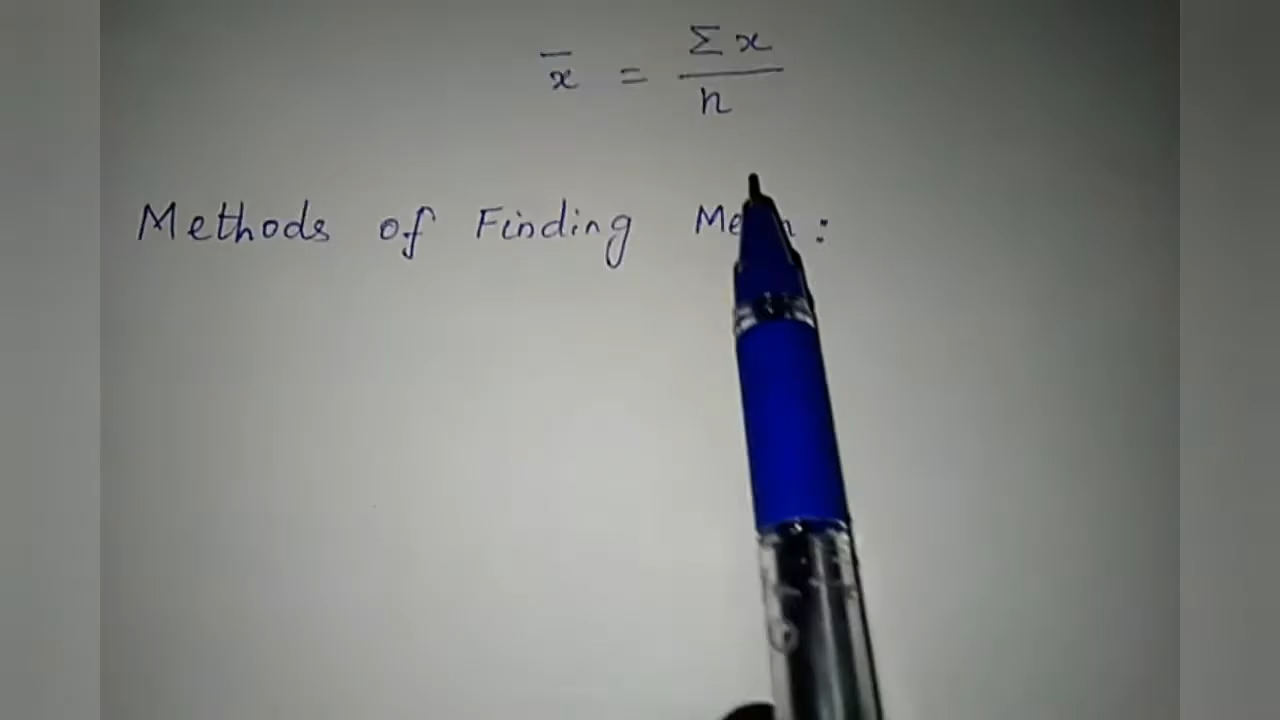 x̄ = Σx / n
Methods of Finding :